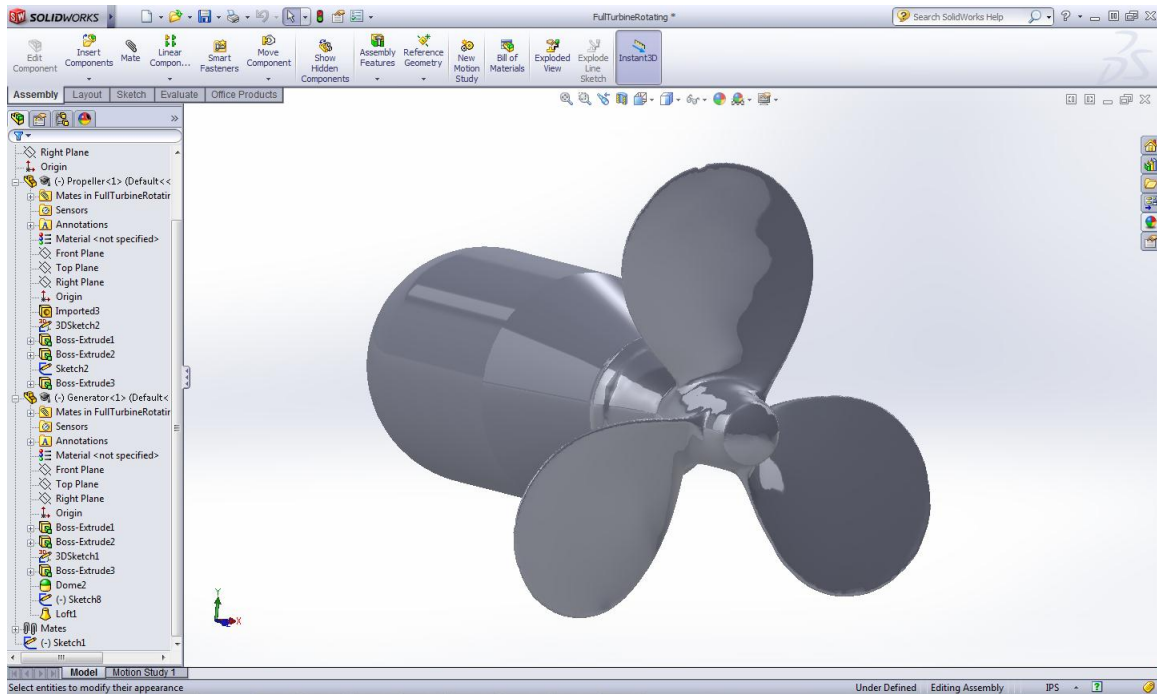 SOLIDWORKS
FullTurbineRotating *
Search SolidWorks Help
Edit Component
Insert Components
Mate
Linear Compon...
Smart Fasteners
Move Component
Show Hidden Components
Assembly Features
Reference Geometry
New Motion Study
Bill of Materials
Exploded View
Explode Line Sketch
Instant3D
Assembly Layout Sketch Evaluate Office Products
Right Plane
Origin
(-) Propeller<1> (Default<<
Mates in FullTurbineRotatir
Sensors
Annotations
Material <not specified>
Front Plane
Top Plane
Right Plane
Origin
Imported3
3DSketch2
Boss-Extrude1
Boss-Extrude2
Sketch2
Boss-Extrude3
(-) Generator<1> (Default<
Mates in FullTurbineRotatir
Sensors
Annotations
Material <not specified>
Front Plane
Top Plane
Right Plane
Origin
Boss-Extrude1
Boss-Extrude2
3DSketch1
Boss-Extrude3
Dome2
(-) Sketch8
Loft1
Mates
(-) Sketch1
Y
X
Model Motion Study 1
Select entities to modify their appearance
Under Defined Editing Assembly IPS